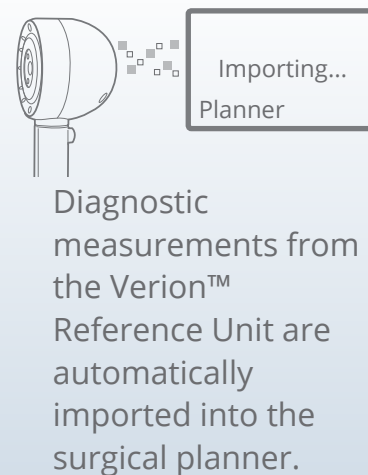 Importing...
Planner
Diagnostic
measurements from
the Verion™
Reference Unit are
automatically
imported into the
surgical planner.